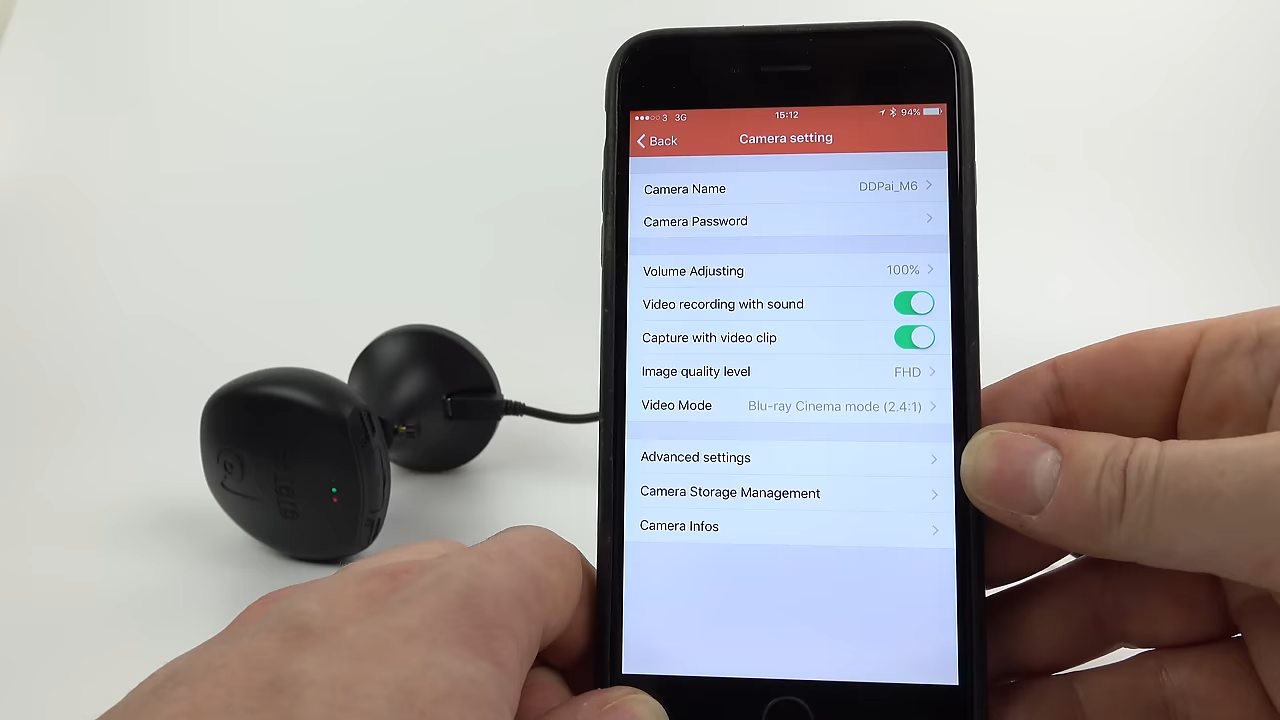 3 3G 15:12 94%
Back Camera setting
Camera Name DDPai_M6
Camera Password
Volume Adjusting 100%
Video recording with sound
Capture with video clip
Image quality level FHD
Video Mode Blu-ray Cinema mode (2.4:1)
Advanced settings
Camera Storage Management
Camera Infos